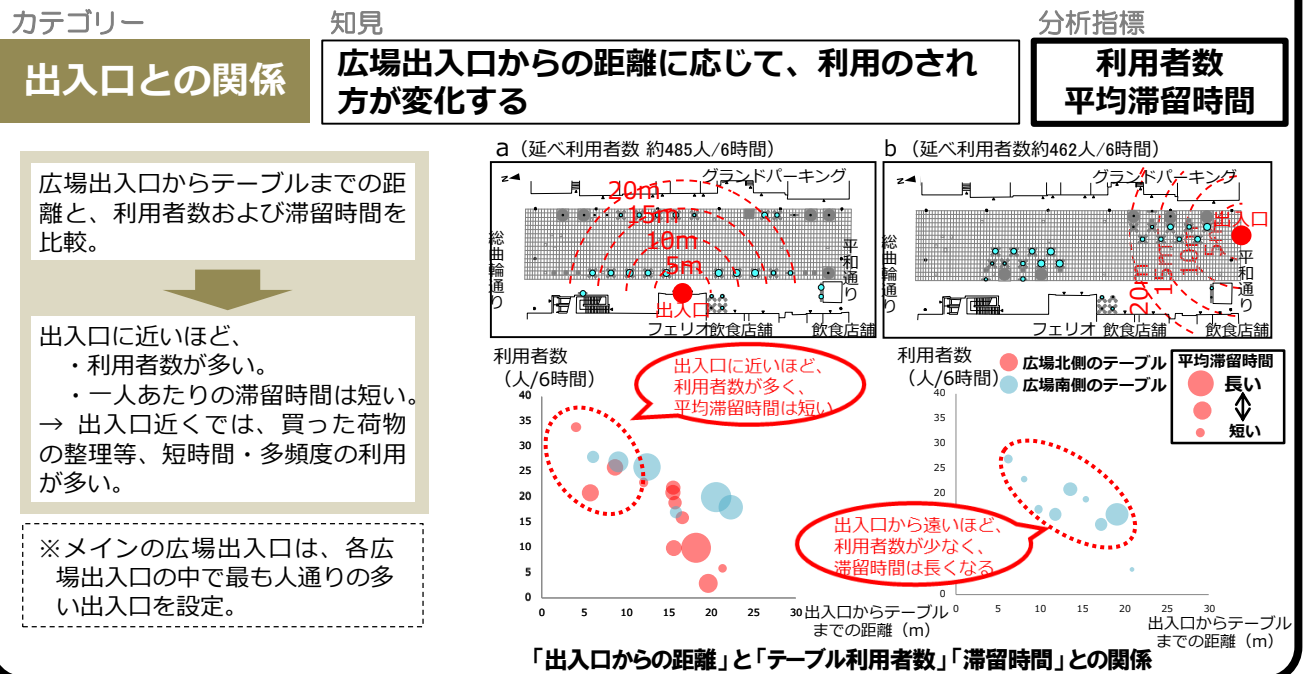 カテゴリー
知見
分析指標
出入口との関係
広場出入口からの距離に応じて、利用のされ
方が変化する
利用者数
平均滞留時間
広場出入口からテーブルまでの距
離と、利用者数および滞留時間を
比較。
出入口に近いほど、
・利用者数が多い。
・一人あたりの滞留時間は短い。
→ 出入口近くでは、買った荷物
の整理等、短時間・多頻度の利用
が多い。
※メインの広場出入口は、各広
場出入口の中で最も人通りの多
い出入口を設定。
a（延べ利用者数 約485人/6時間）
z
グランドパーキング
20m
15m
10m
5m
総曲輪通り
平和通り
出入口
フェリオ
飲食店舗
飲食店舗
b （延べ利用者数約462人/6時間）
z
グランドパーキング
出入口
5m
10m
15m
20m
総曲輪通り
平和通り
フェリオ
飲食店舗
飲食店舗
利用者数
（人/6時間）
出入口に近いほど、
利用者数が多く、
平均滞留時間は短い
40
35
30
25
20
15
10
5
0
0 5 10 15 20 25 30
出入口からテーブル
までの距離（m）
利用者数
（人/6時間）
広場北側のテーブル
広場南側のテーブル
平均滞留時間
長い
短い
40
35
30
25
20
0
出入口から遠いほど、
利用者数が少なく、
滞留時間は長くなる
0 5 10 15 20 25 30
出入口からテーブル
までの距離（m）
「出入口からの距離」と「テーブル利用者数」「滞留時間」との関係